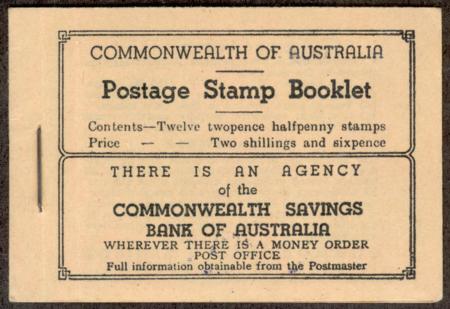 COMMONWEALTH OF AUSTRALIA
Postage Stamp Booklet
Contents—Twelve twopence halfpenny stamps
Price — — Two shillings and sixpence
THERE IS AN AGENCY
of the
COMMONWEALTH SAVINGS
BANK OF AUSTRALIA
WHEREVER THERE IS A MONEY ORDER
POST OFFICE
Full information obtainable from the Postmaster